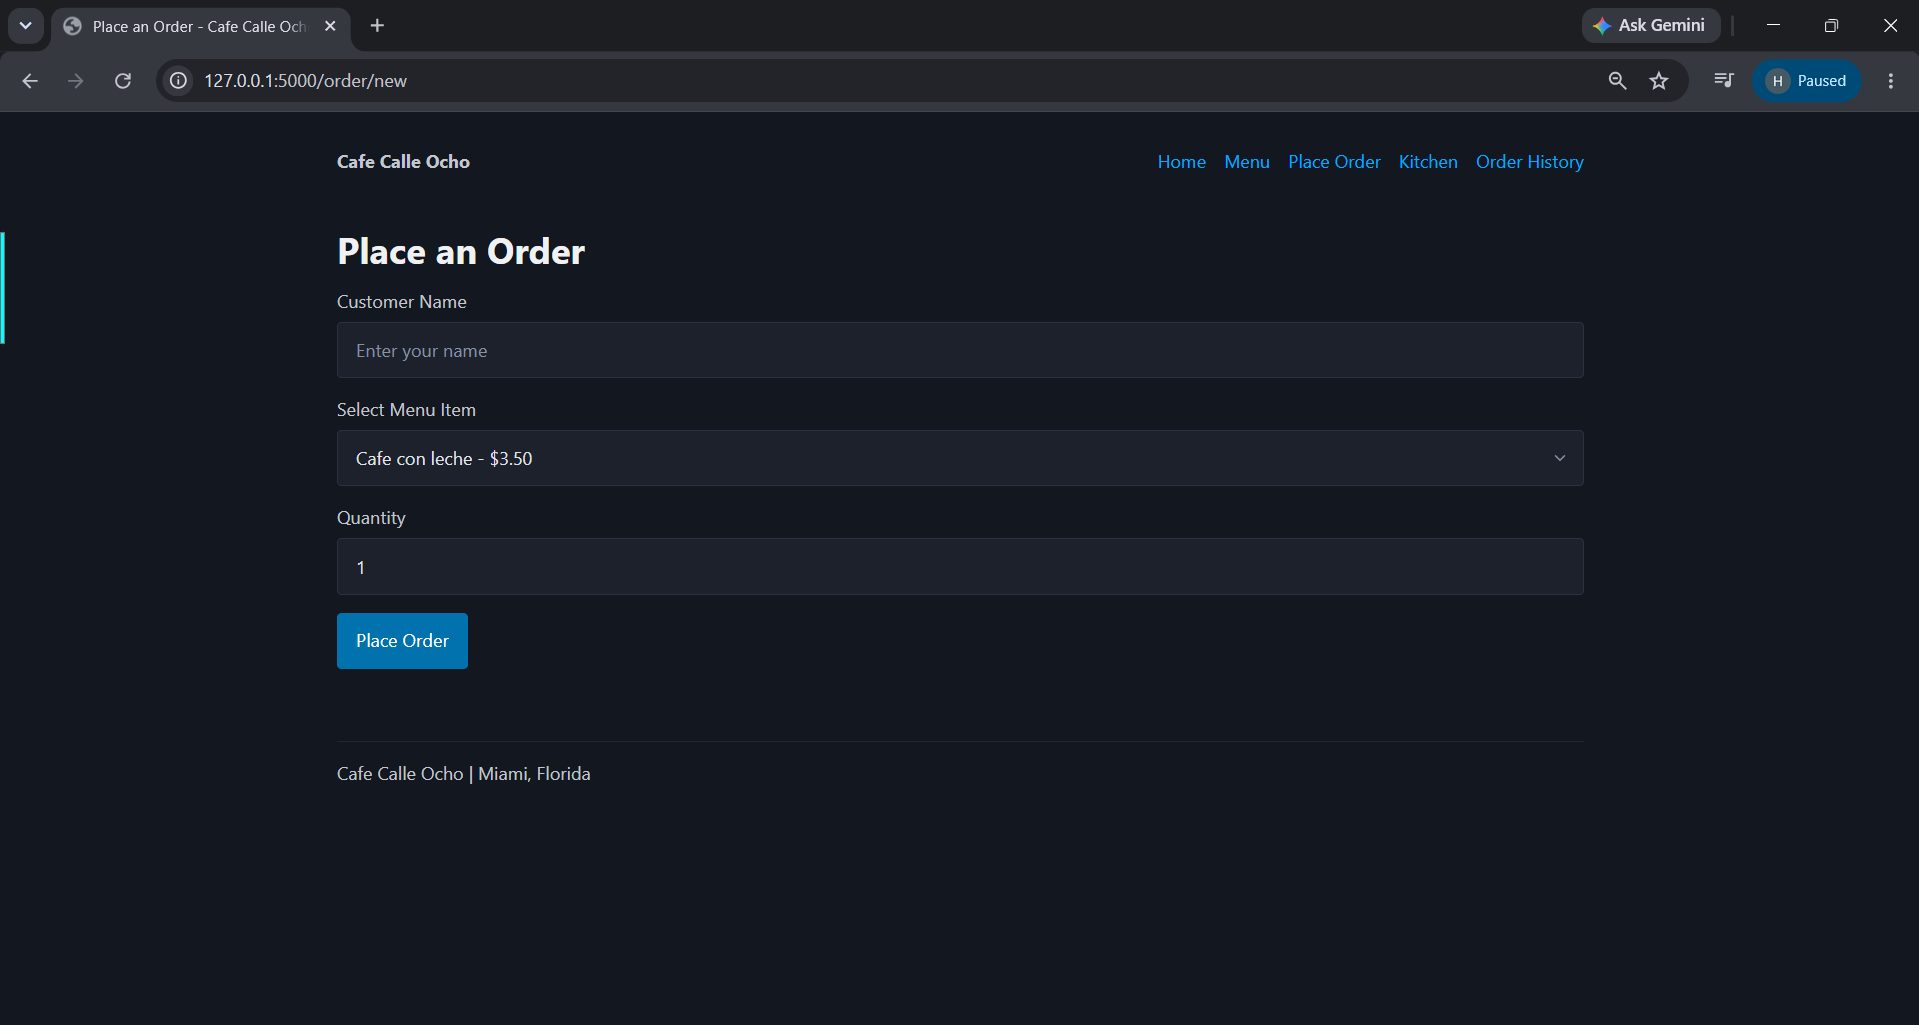 Place an Order - Cafe Calle Och
Ask Gemini
127.0.0.1:5000/order/new
H Paused
Cafe Calle Ocho
Home Menu Place Order Kitchen Order History
Place an Order
Customer Name
Enter your name
Select Menu Item
Cafe con leche - $3.50
Quantity
1
Place Order
Cafe Calle Ocho | Miami, Florida